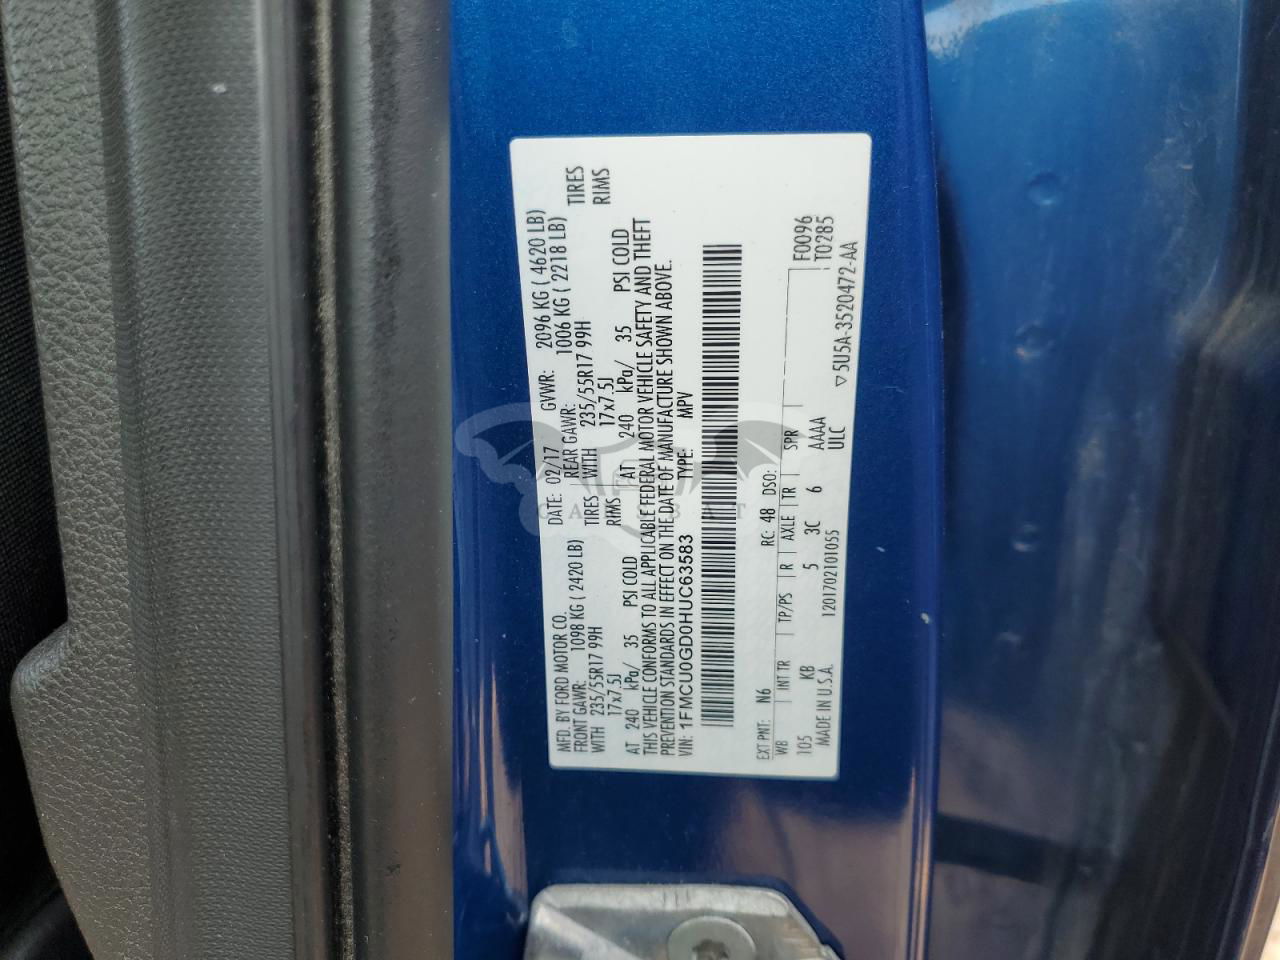 MFD. BY FORD MOTOR CO.
DATE: 02/17 GVWR: 2096 KG ( 4620 LB)
FRONT GAWR: 1098 KG ( 2420 LB) REAR GAWR: 1006 KG ( 2218 LB)
WITH 235/55R17 99H TIRES WITH 235/55R17 99H TIRES
17x7.5J RIMS 17x7.5J RIMS
AT 240 kPa/ 35 PSI COLD AT 240 kPa/ 35 PSI COLD
THIS VEHICLE CONFORMS TO ALL APPLICABLE FEDERAL MOTOR VEHICLE SAFETY AND THEFT
PREVENTION STANDARDS IN EFFECT ON THE DATE OF MANUFACTURE SHOWN ABOVE.
VIN: 1FMCU0GD0HUC63583 TYPE: MPV
EXT PNT: N6 RC: 48 DSO:
WB INT TR TP/PS R AXLE TR SPR F0096
105 KB 5 3C 6 AAAA T0285
MADE IN U.S.A. 1201702101055 ULC ▽5U5A-3520472-AA
CARSBAT